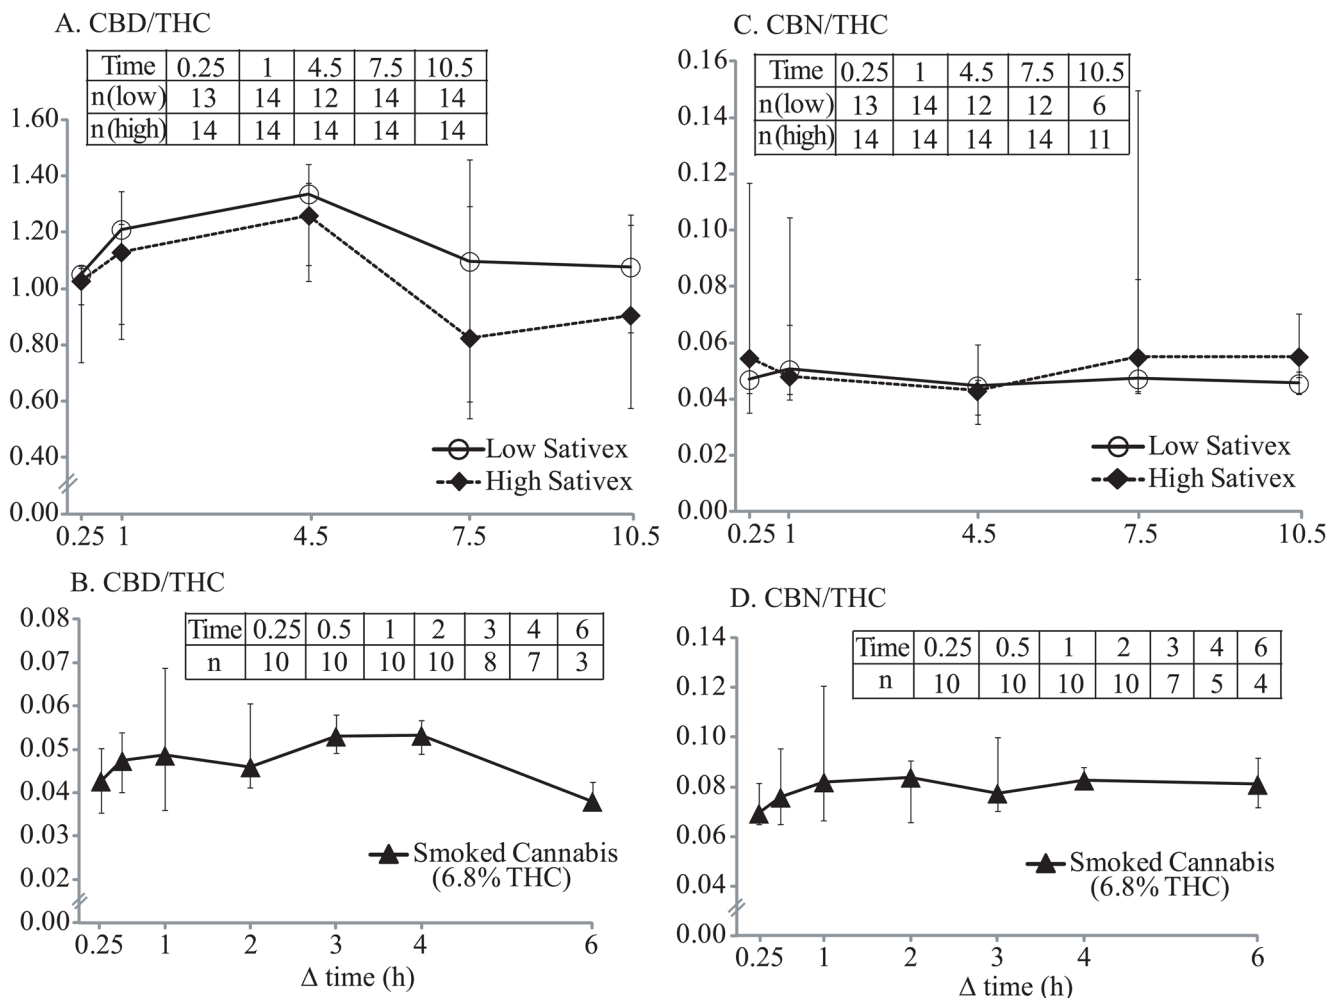 A. CBD/THC
Time 0.25 1 4.5 7.5 10.5
n(low) 13 14 12 14 14
n(high) 14 14 14 14 14
1.60
1.40
1.20
1.00
0.80
0.60
0.40
0.00
Low Sativex
High Sativex
0.25 1 4.5 7.5 10.5
C. CBN/THC
Time 0.25 1 4.5 7.5 10.5
n(low) 13 14 12 12 6
n(high) 14 14 14 14 11
0.16
0.14
0.12
0.10
0.08
0.06
0.04
0.02
0.00
Low Sativex
High Sativex
0.25 1 4.5 7.5 10.5
B. CBD/THC
Time 0.25 0.5 1 2 3 4 6
n 10 10 10 10 8 7 3
0.08
0.07
0.06
0.05
0.04
0.03
0.02
0.00
Smoked Cannabis
(6.8% THC)
0.25 1 2 3 4 6
Δ time (h)
D. CBN/THC
Time 0.25 0.5 1 2 3 4 6
n 10 10 10 10 7 5 4
0.14
0.12
0.10
0.08
0.06
0.04
0.00
Smoked Cannabis
(6.8% THC)
0.25 1 2 3 4 6
Δ time (h)